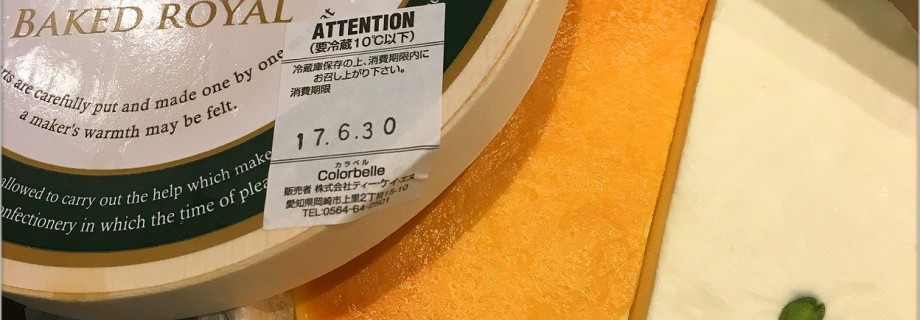 BAKED ROYAL
are carefully put and made one by one
a maker's warmth may be felt.
allowed to carry out the help which make
confectionery in which the time of
ATTENTION
(要冷蔵10℃以下)
冷蔵庫保存の上、消費期限内に
お召し上がり下さい。
消費期限
17.6.30
カラベル
Colorbelle
販売者 株式会社ティー・ケイ・エス
愛知県岡崎市上里2丁目15-10
TEL:0564-64-2501